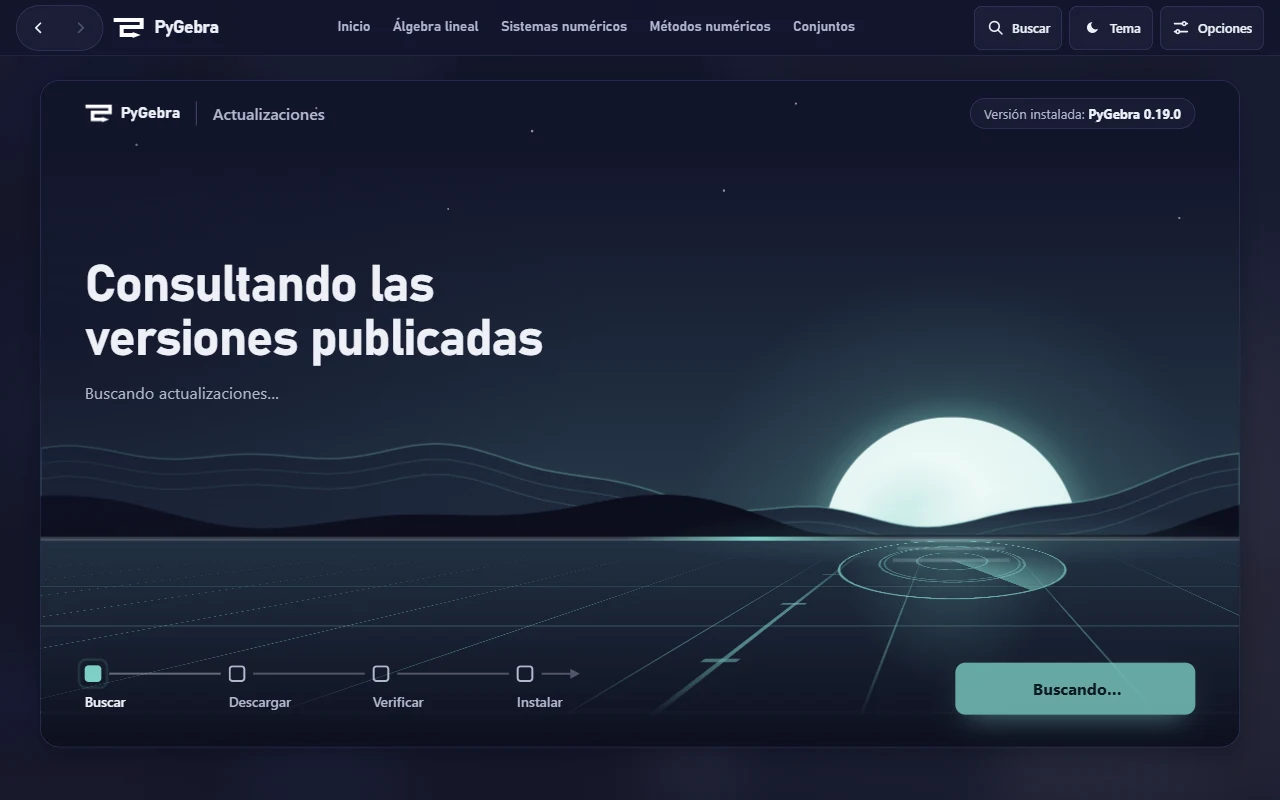 PyGebra
Inicio
Álgebra lineal
Sistemas numéricos
Métodos numéricos
Conjuntos
Buscar
Tema
Opciones
PyGebra
Actualizaciones
Versión instalada: PyGebra 0.19.0
Consultando las
versiones publicadas
Buscando actualizaciones...
Buscar
Descargar
Verificar
Instalar
Buscando...